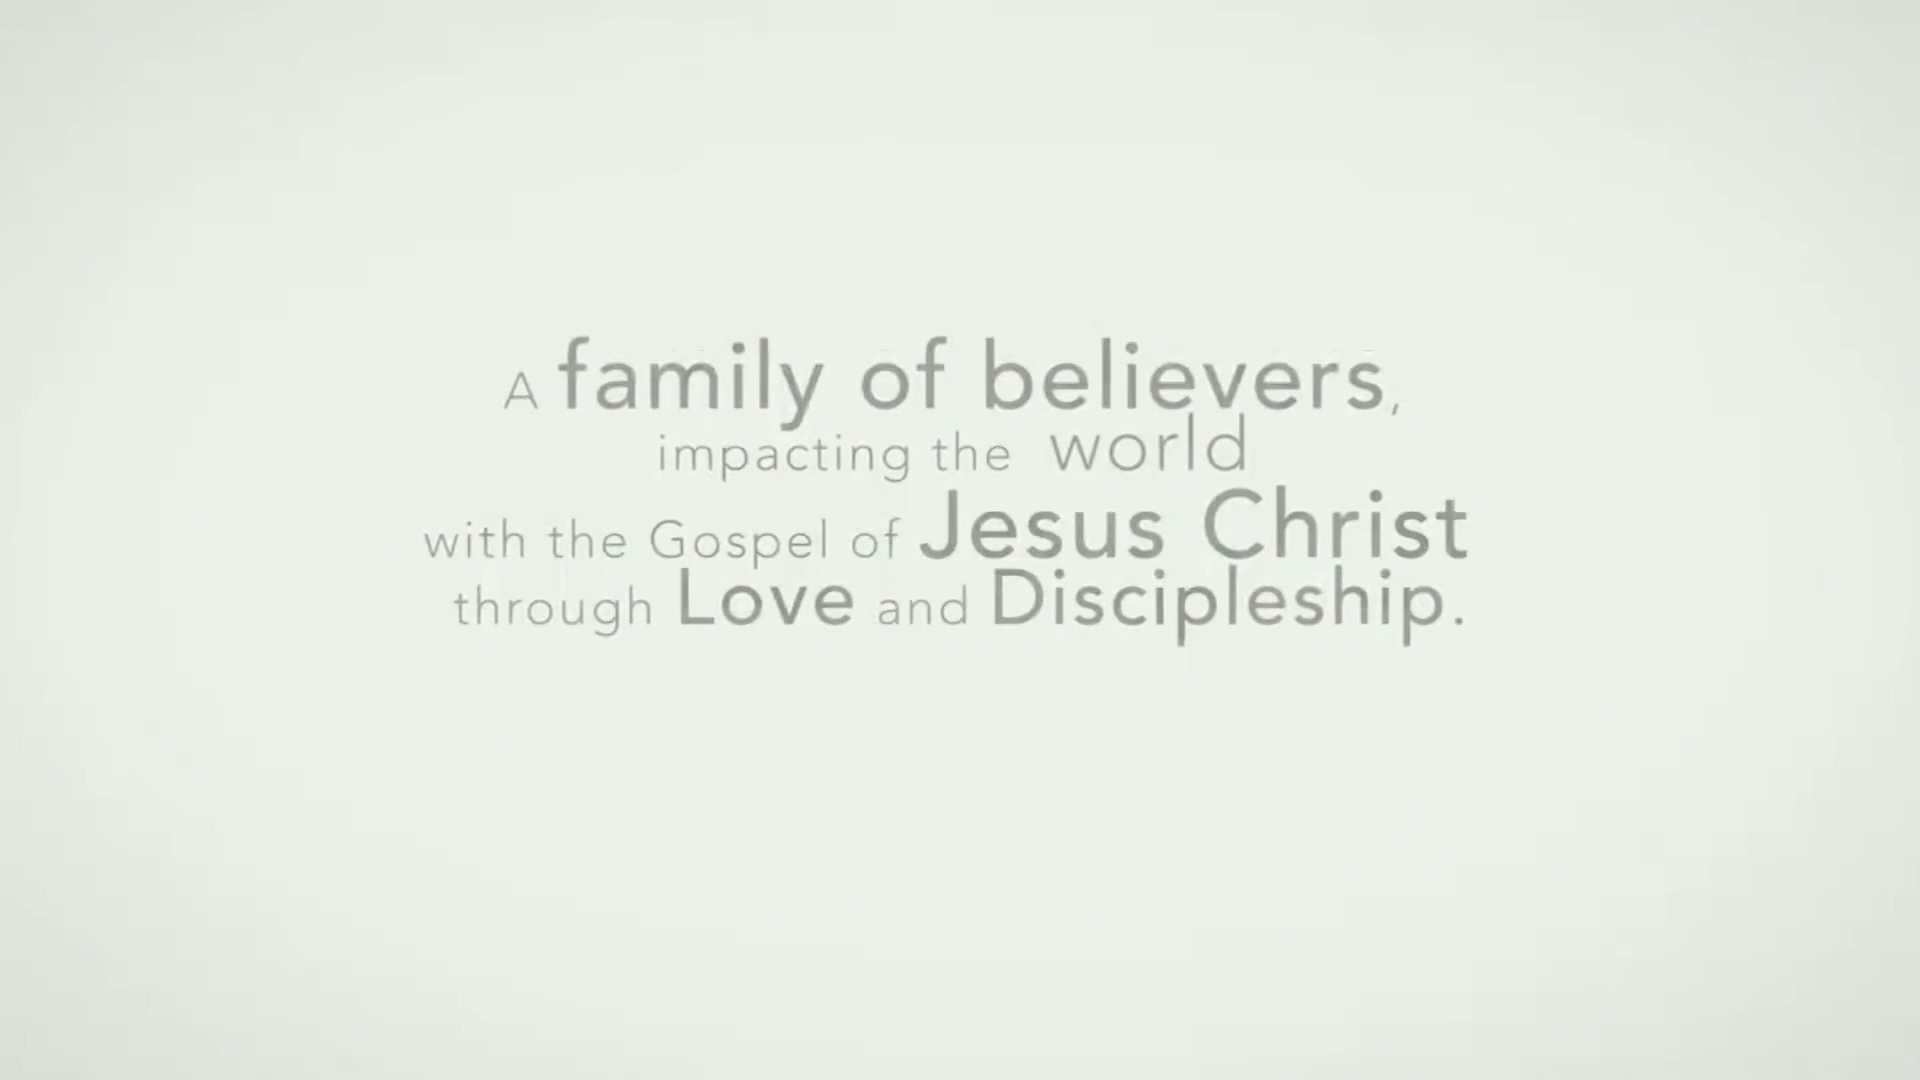 A family of believers,
impacting the world
with the Gospel of Jesus Christ
through Love and Discipleship.